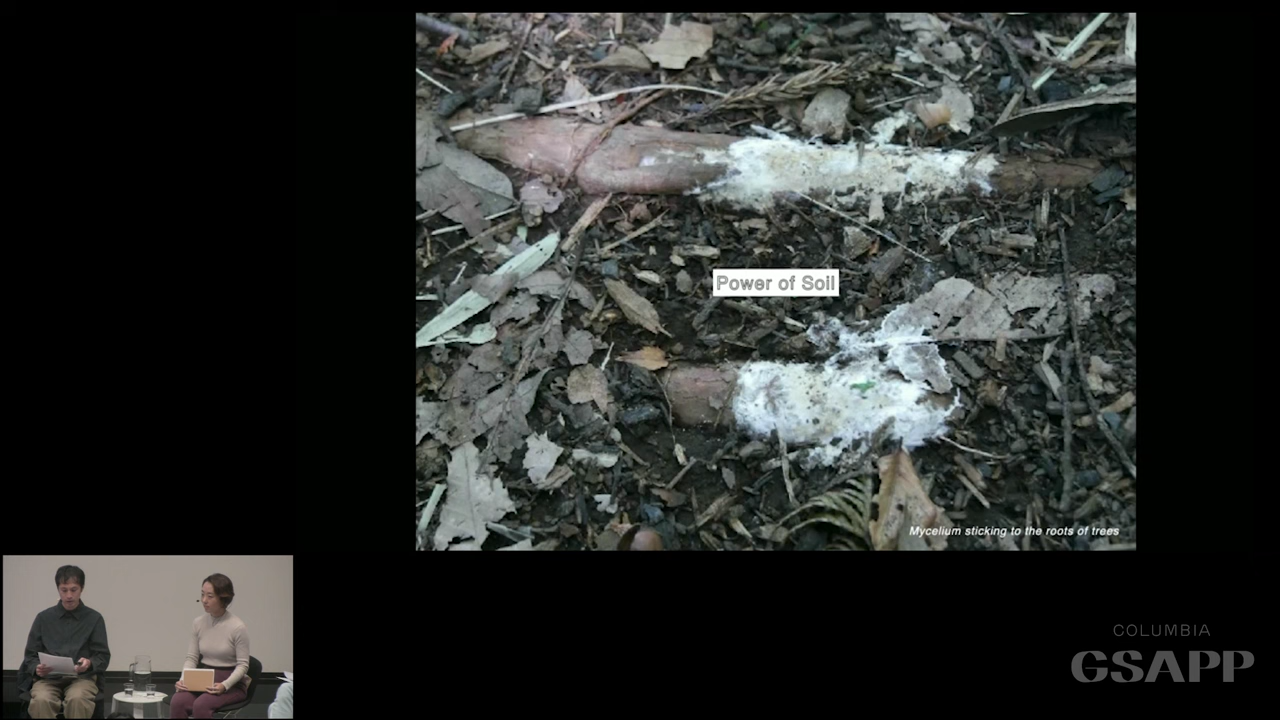 Power of Soil
Mycelium sticking to the roots of trees
COLUMBIA
GSAPP